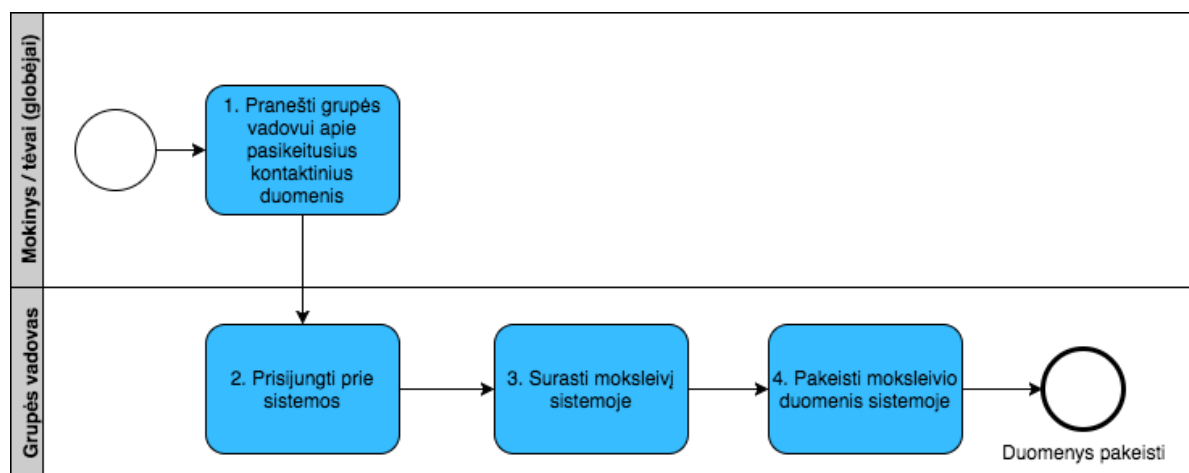 Mokinys / tėvai (globėjai)
1. Pranešti grupės
vadovui apie
pasikeitusius
kontaktinius
duomenis
Grupės vadovas
2. Prisijungti prie
sistemos
3. Surasti moksleivį
sistemoje
4. Pakeisti moksleivio
duomenis sistemoje
Duomenys pakeisti